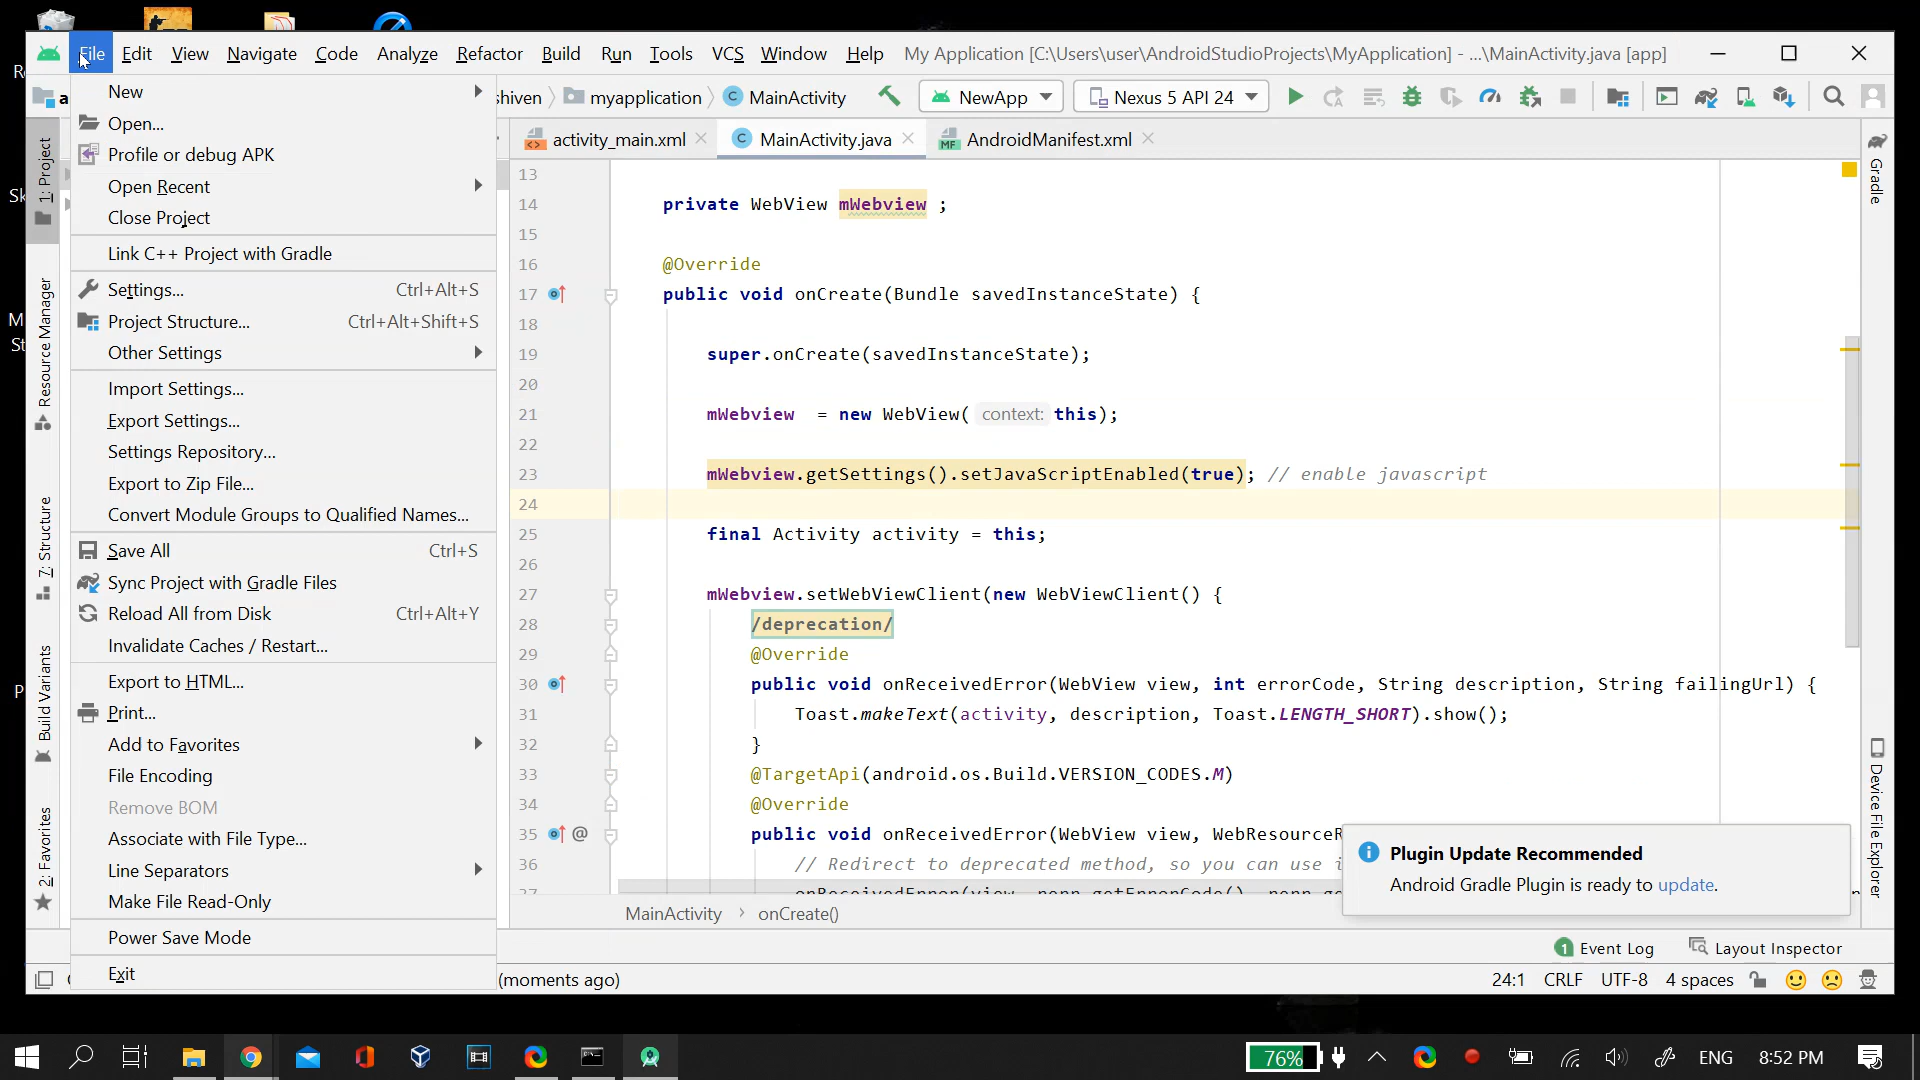 File Edit View Navigate Code Analyze Refactor Build Run Tools VCS Window Help My Application [C:\Users\user\AndroidStudioProjects\MyApplication] - ...\MainActivity.java [app]
shiven myapplication MainActivity NewApp Nexus 5 API 24
activity_main.xml MainActivity.java AndroidManifest.xml
New
Open...
Profile or debug APK
Open Recent
Close Project
Link C++ Project with Gradle
Settings... Ctrl+Alt+S
Project Structure... Ctrl+Alt+Shift+S
Other Settings
Import Settings...
Export Settings...
Settings Repository...
Export to Zip File...
Convert Module Groups to Qualified Names...
Save All Ctrl+S
Sync Project with Gradle Files
Reload All from Disk Ctrl+Alt+Y
Invalidate Caches / Restart...
Export to HTML...
Print...
Add to Favorites
File Encoding
Remove BOM
Associate with File Type...
Line Separators
Make File Read-Only
Power Save Mode
Exit
1: Project
Resource Manager
7: Structure
Build Variants
2: Favorites
13
14 private WebView mWebview ;
15
16 @Override
17 public void onCreate(Bundle savedInstanceState) {
18
19 super.onCreate(savedInstanceState);
20
21 mWebview = new WebView( context: this);
22
23 mWebview.getSettings().setJavaScriptEnabled(true); // enable javascript
24
25 final Activity activity = this;
26
27 mWebview.setWebViewClient(new WebViewClient() {
28 /deprecation/
29 @Override
30 public void onReceivedError(WebView view, int errorCode, String description, String failingUrl) {
31 Toast.makeText(activity, description, Toast.LENGTH_SHORT).show();
32 }
33 @TargetApi(android.os.Build.VERSION_CODES.M)
34 @Override
35 @ public void onReceivedError(WebView view, WebResourceR
36 // Redirect to deprecated method, so you can use i
Gradle
Device File Explorer
Plugin Update Recommended
Android Gradle Plugin is ready to update.
MainActivity onCreate()
1 Event Log Layout Inspector
(moments ago) 24:1 CRLF UTF-8 4 spaces
76% ENG 8:52 PM